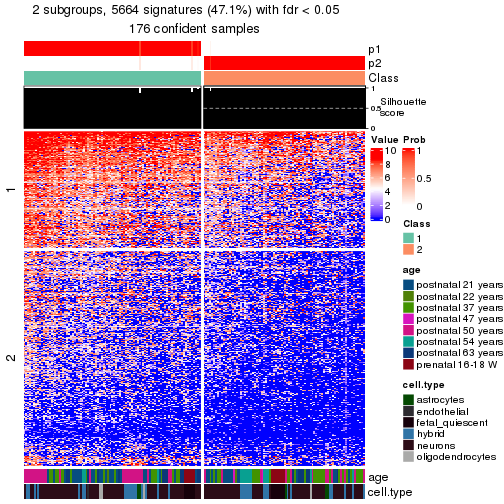 2 subgroups, 5664 signatures (47.1%) with fdr < 0.05
176 confident samples
p1
p2
Class
1
0.5
0
Silhouette
score
1
2
Value
10
8
6
4
2
0
Prob
1
0.5
0
Class
1
2
age
postnatal 21 years
postnatal 22 years
postnatal 37 years
postnatal 47 years
postnatal 50 years
postnatal 54 years
postnatal 63 years
prenatal 16-18 W
cell.type
astrocytes
endothelial
fetal_quiescent
hybrid
neurons
oligodendrocytes
age
cell.type